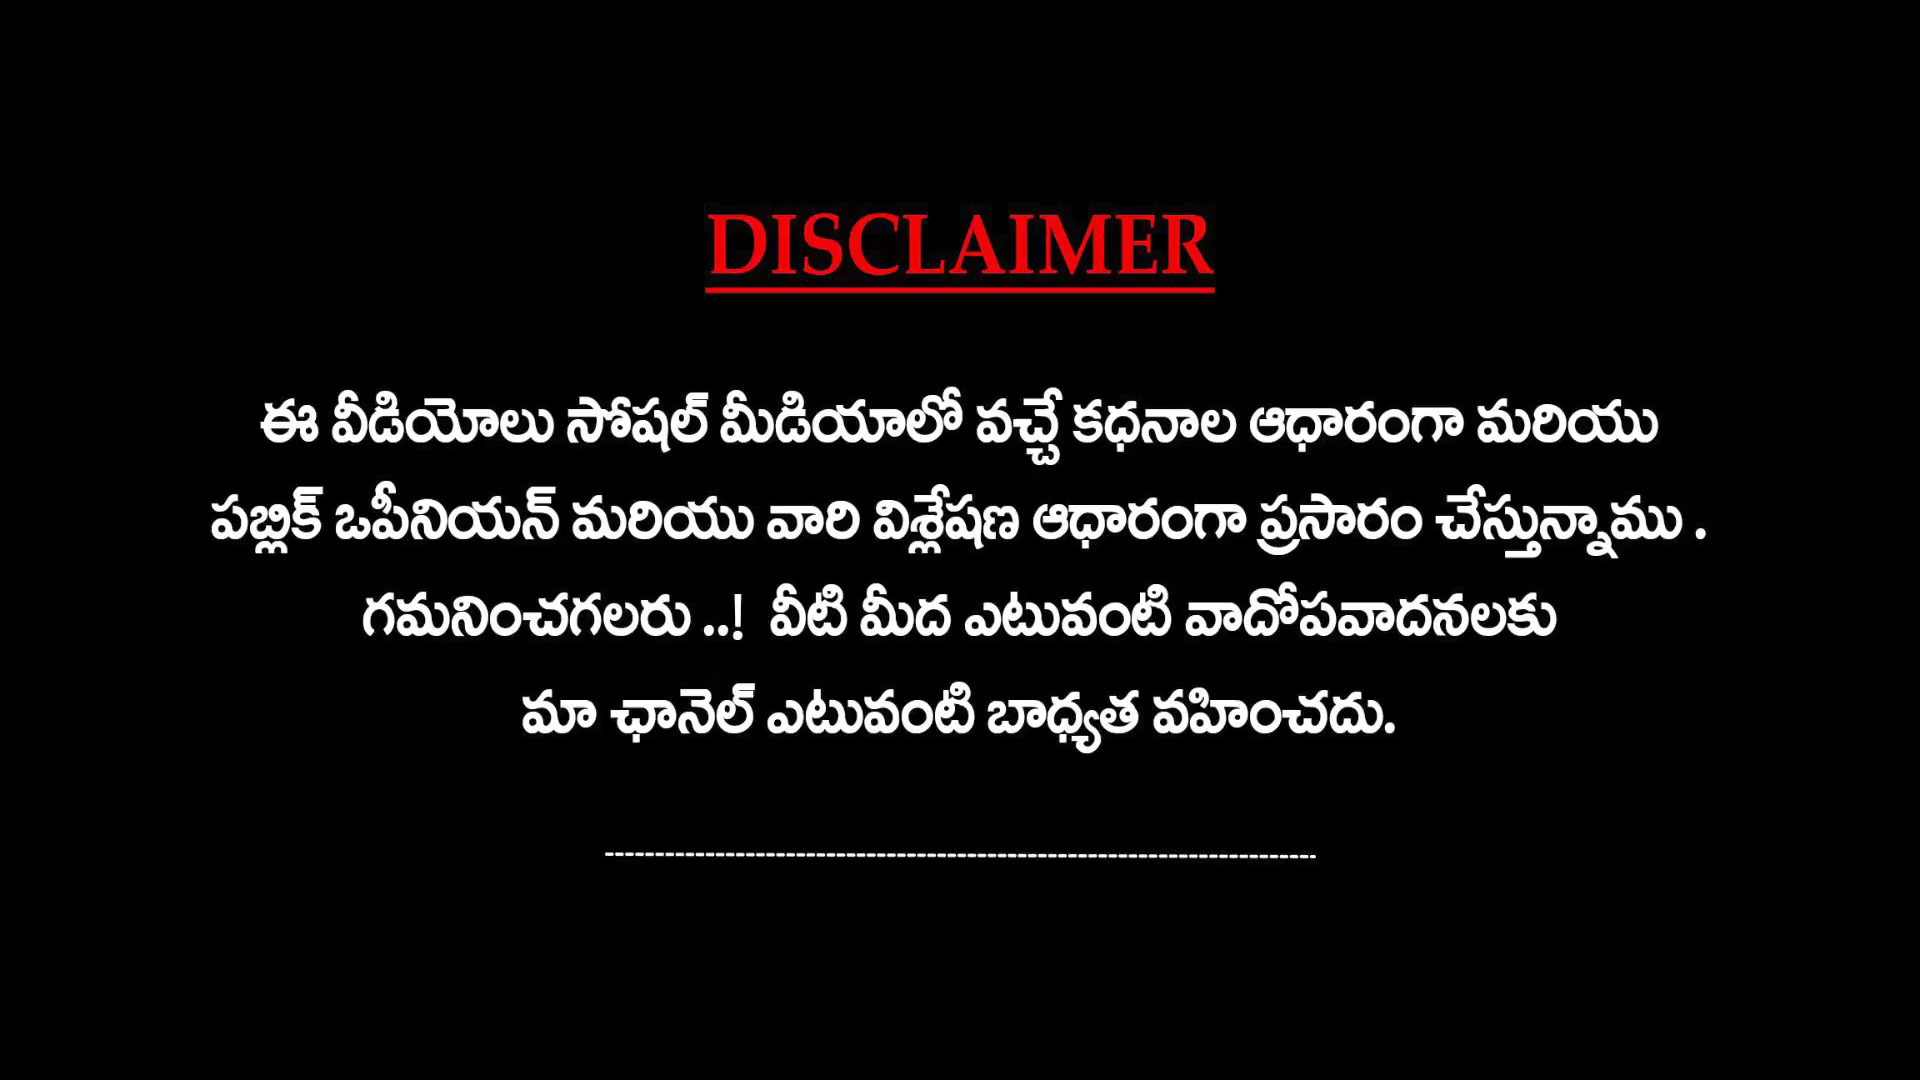 DISCLAIMER
ఈ వీడియోలు సోషల్ మీడియాలో వచ్చే కధనాల ఆధారంగా మరియు
పబ్లిక్ ఒపీనియన్ మరియు వారి విశ్లేషణ ఆధారంగా ప్రసారం చేస్తున్నాము .
గమనించగలరు ..! వీటి మీద ఎటువంటి వాదోపవాదనలకు
మా ఛానెల్ ఎటువంటి బాధ్యత వహించదు.